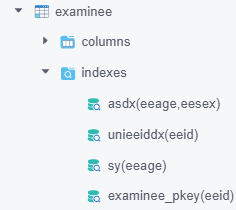 examinee
columns
indexes
asdx(eeage,eesex)
unieeiddx(eeid)
sy(eeage)
examinee_pkey(eeid)